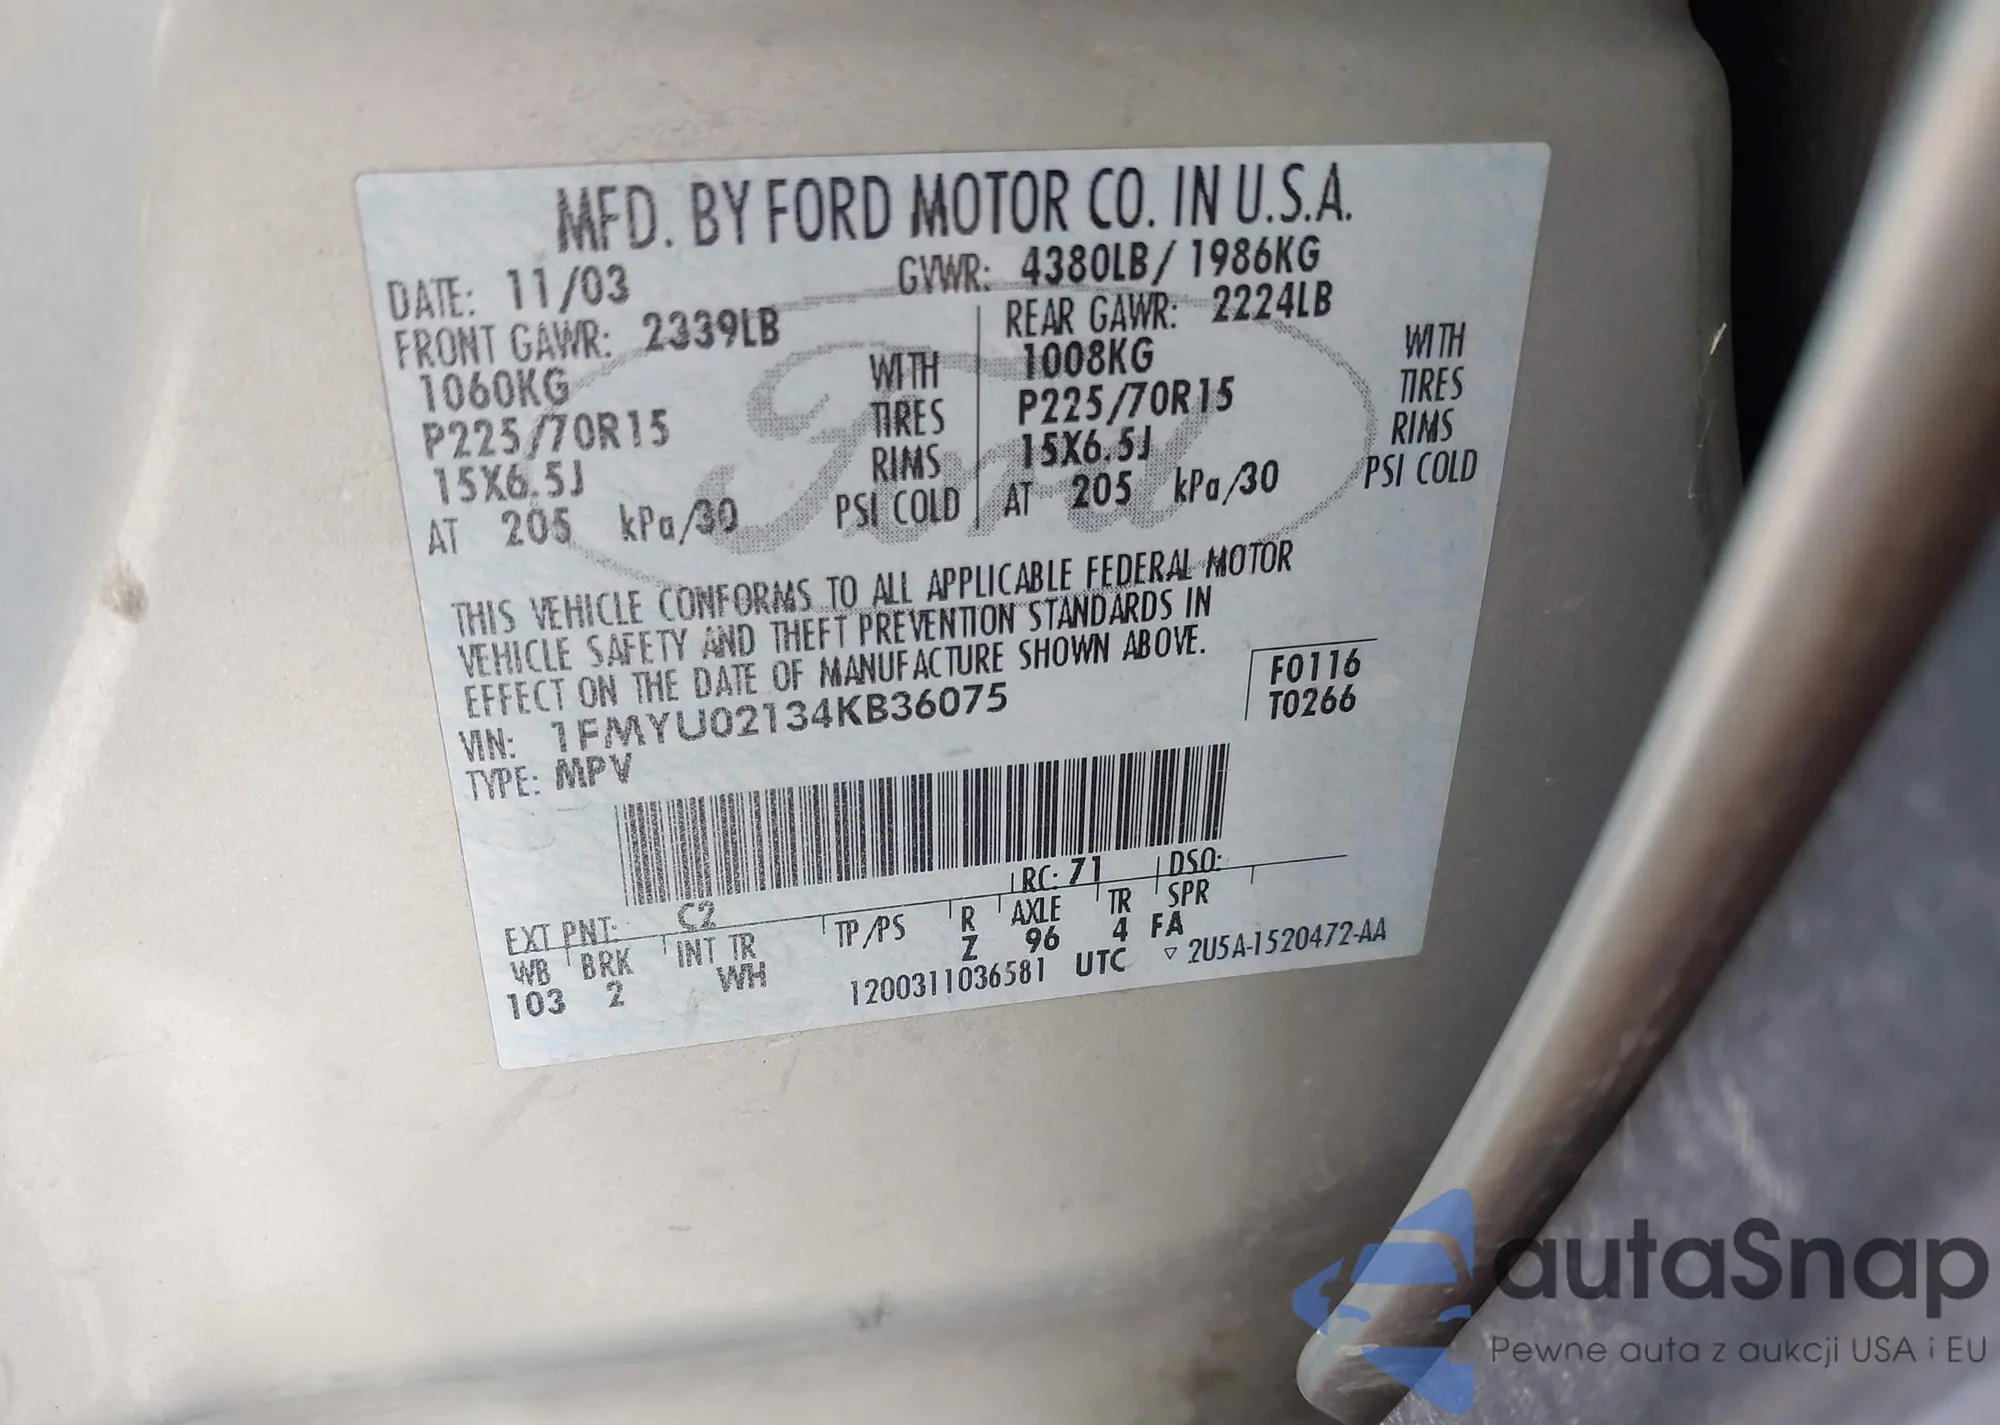 MFD. BY FORD MOTOR CO. IN U.S.A.
DATE: 11/03 GVWR: 4380LB/ 1986KG
FRONT GAWR: 2339LB REAR GAWR: 2224LB
1060KG WITH 1008KG WITH
P225/70R15 TIRES P225/70R15 TIRES
15X6.5J RIMS 15X6.5J RIMS
AT 205 kPa/30 PSI COLD AT 205 kPa/30 PSI COLD
Ford
THIS VEHICLE CONFORMS TO ALL APPLICABLE FEDERAL MOTOR
VEHICLE SAFETY AND THEFT PREVENTION STANDARDS IN
EFFECT ON THE DATE OF MANUFACTURE SHOWN ABOVE.
F0116
T0266
VIN: 1FMYU02134KB36075
TYPE: MPV
EXT PNT: C2 RC: 71 DSO:
WB BRK INT TR TP/PS R AXLE TR SPR
103 2 WH Z 96 4 FA
1200311036581 UTC ▽ 2U5A-1520472-AA
autaSnap
Pewne auta z aukcji USA i EU